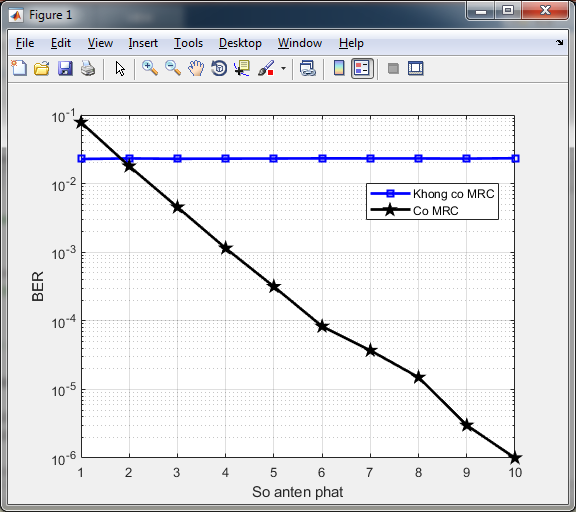 Figure 1
File Edit View Insert Tools Desktop Window Help
10^-1
10^-2
10^-3
10^-4
10^-5
10^-6
BER
Khong co MRC
Co MRC
1 2 3 4 5 6 7 8 9 10
So anten phat